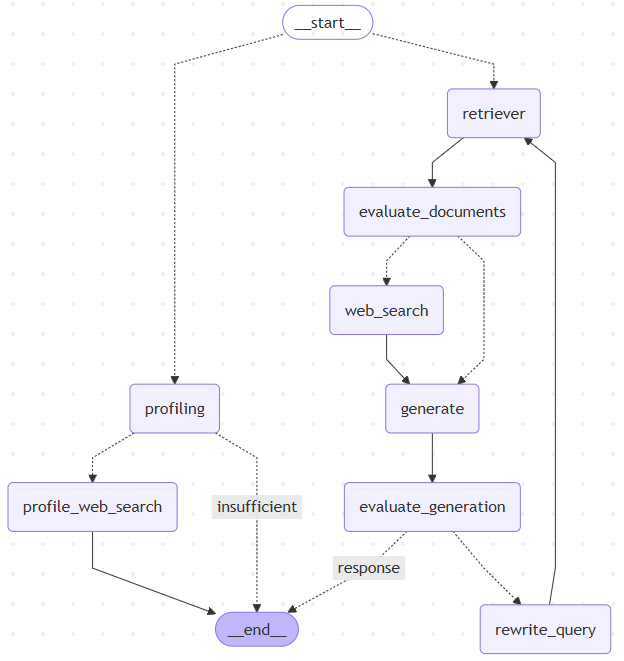 __start__
retriever
evaluate_documents
web_search
profiling
generate
profile_web_search
insufficient
evaluate_generation
response
__end__
rewrite_query